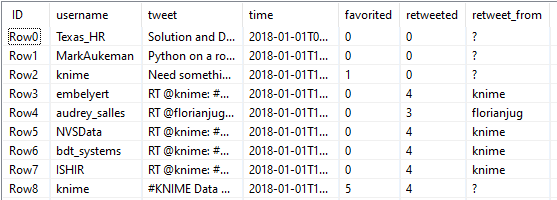 ID username tweet time favorited retweeted retweet_from
Row0 Texas_HR Solution and D... 2018-01-01T0... 0 0 ?
Row1 MarkAukeman Python on a ro... 2018-01-01T1... 0 0 ?
Row2 knime Need somethi... 2018-01-01T1... 1 0 ?
Row3 embelyert RT @knime: #... 2018-01-01T1... 0 4 knime
Row4 audrey_salles RT @florianjug... 2018-01-01T1... 0 3 florianjug
Row5 NVSData RT @knime: #... 2018-01-01T1... 0 4 knime
Row6 bdt_systems RT @knime: #... 2018-01-01T1... 0 4 knime
Row7 ISHIR RT @knime: #... 2018-01-01T1... 0 4 knime
Row8 knime #KNIME Data ... 2018-01-01T1... 5 4 ?